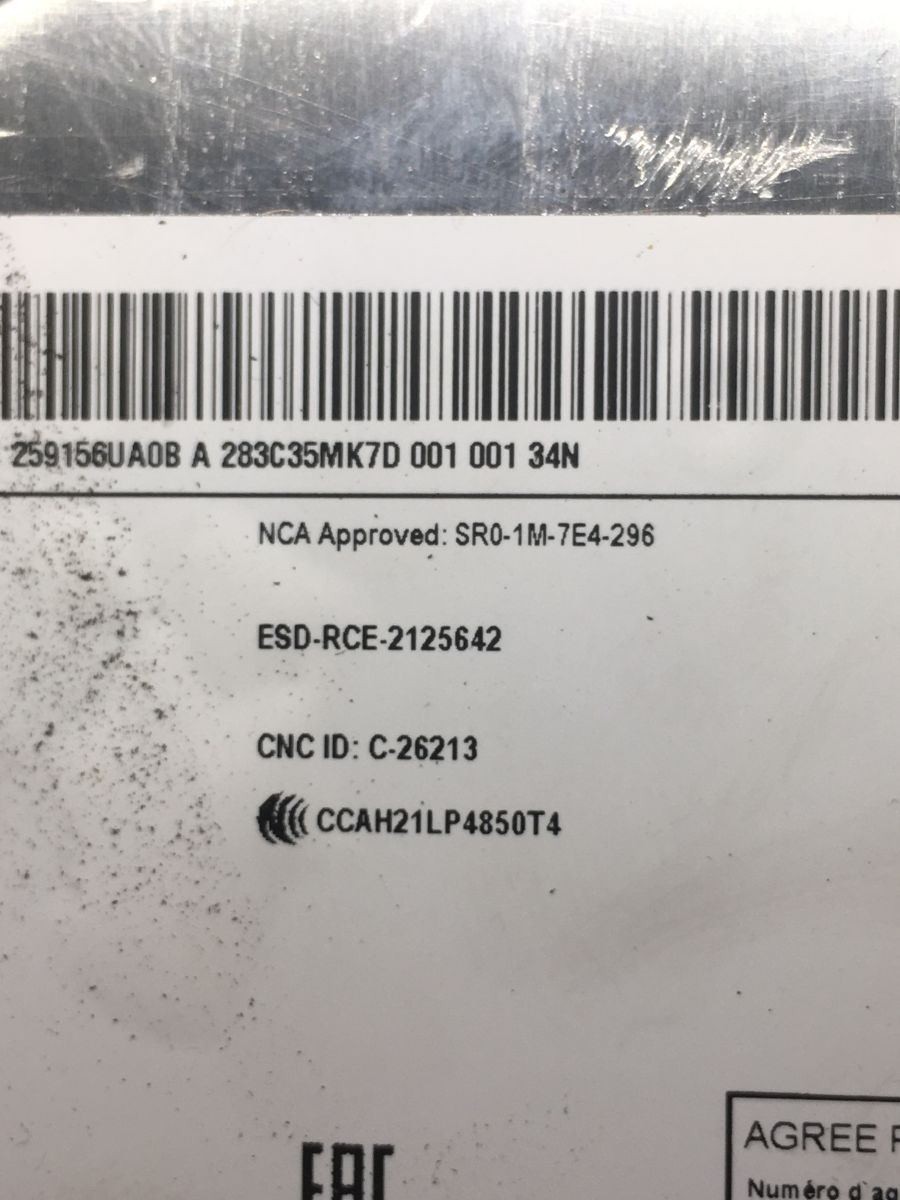 259156UA0B A 283C35MK7D 001 001 34N
NCA Approved: SR0-1M-7E4-296
ESD-RCE-2125642
CNC ID: C-26213
CCAH21LP4850T4
EAC
AGREE
Numéro d'ag